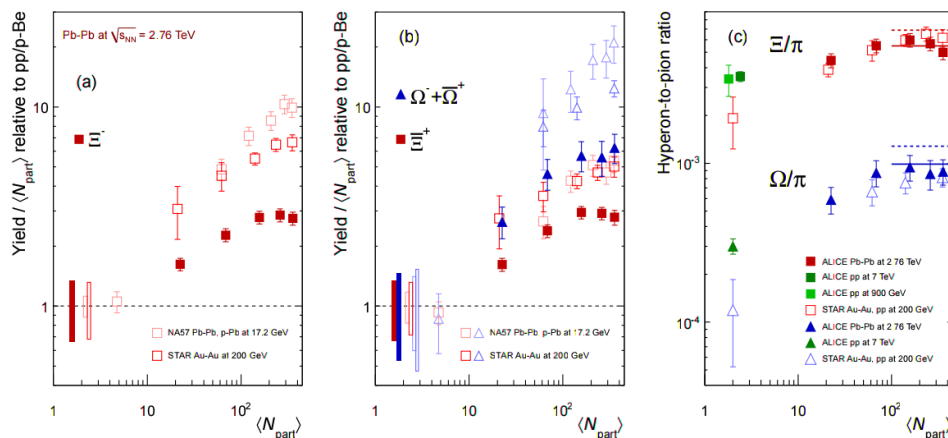 Pb-Pb at √sNN = 2.76 TeV
(a)
Ξ-
Yield / ⟨Npart⟩ relative to pp/p-Be
10
1
NA57 Pb-Pb, p-Pb at 17.2 GeV
STAR Au-Au at 200 GeV
1 10 10²
⟨Npart⟩
(b)
Ω- + Ω̅+
Ξ̅+
Yield / ⟨Npart⟩ relative to pp/p-Be
10
1
NA57 Pb-Pb p-Pb at 17.2 GeV
STAR Au-Au at 200 GeV
1 10 10²
⟨Npart⟩
(c)
Ξ/π
Hyperon-to-pion ratio
10-3
Ω/π
ALICE Pb-Pb at 2 76 TeV
ALICE pp at 7 TeV
ALICE pp at 900 GeV
STAR Au-Au, pp at 200 GeV
ALICE Pb-Pb at 2.76 TeV
ALICE pp at 7 TeV
STAR Au-Au, pp at 200 GeV
10-4
1 10 10²
⟨Npart⟩